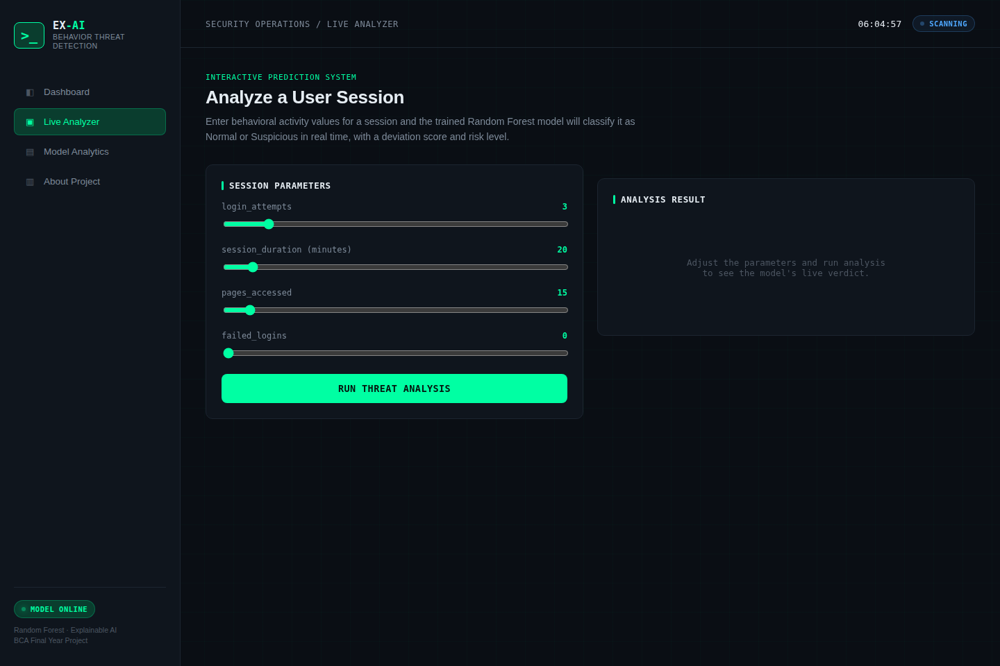 >_
EX-AI
BEHAVIOR THREAT
DETECTION
Dashboard
Live Analyzer
Model Analytics
About Project
MODEL ONLINE
Random Forest · Explainable AI
BCA Final Year Project
SECURITY OPERATIONS / LIVE ANALYZER
06:04:57
SCANNING
INTERACTIVE PREDICTION SYSTEM
Analyze a User Session
Enter behavioral activity values for a session and the trained Random Forest model will classify it as
Normal or Suspicious in real time, with a deviation score and risk level.
SESSION PARAMETERS
login_attempts 3
session_duration (minutes) 20
pages_accessed 15
failed_logins 0
RUN THREAT ANALYSIS
ANALYSIS RESULT
Adjust the parameters and run analysis
to see the model's live verdict.